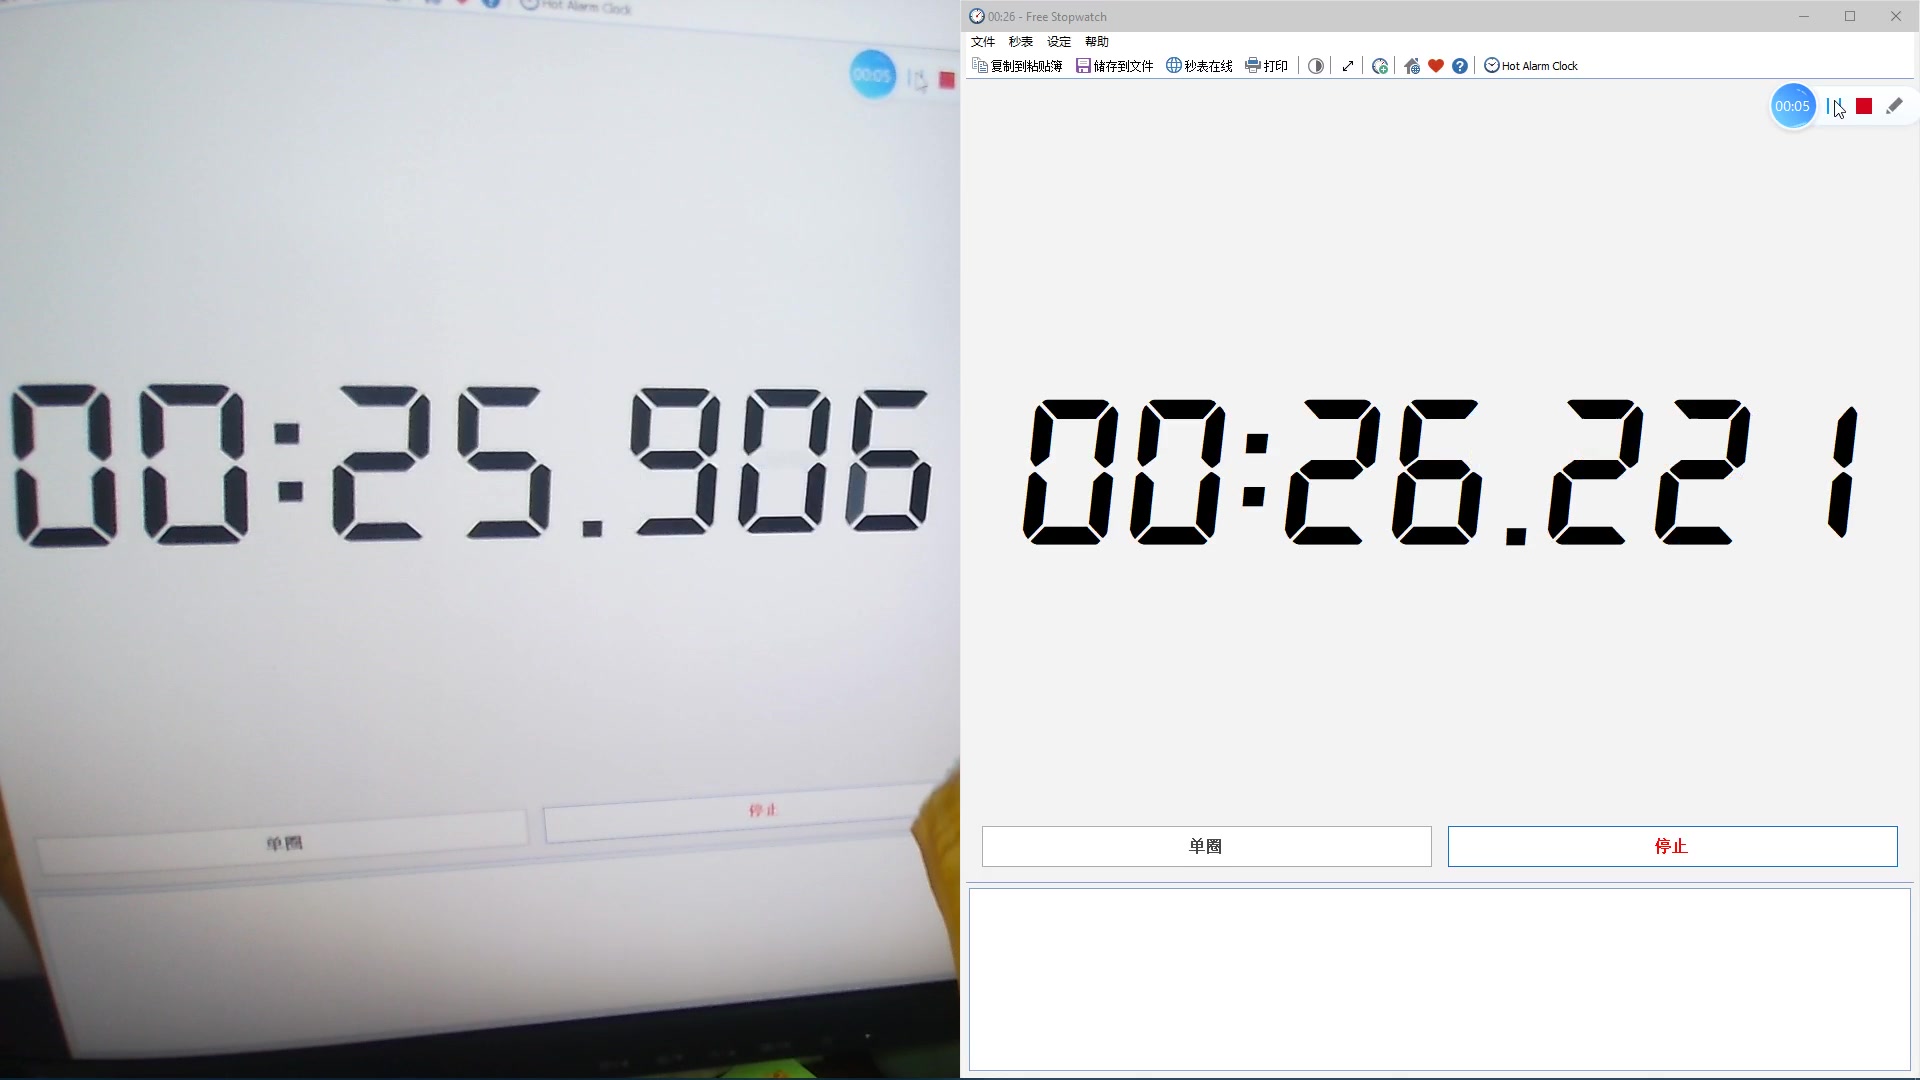 Hot Alarm Clock
00:05
00:25.906
单圈
停止
00:26 - Free Stopwatch
文件 秒表 设定 帮助
复制到粘贴簿 储存到文件 秒表在线 打印 Hot Alarm Clock
00:05
00:26.221
单圈 停止